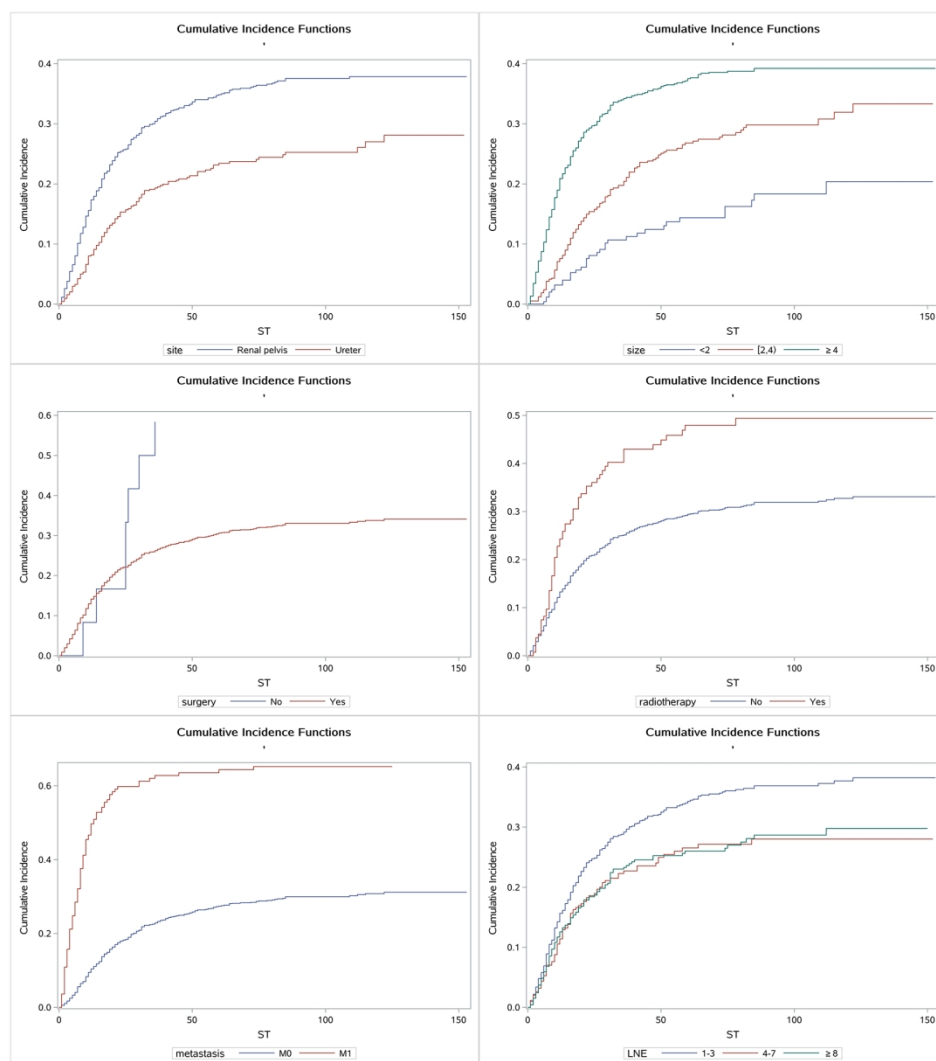 Cumulative Incidence Functions
0.4
0.3
0.2
0.1
0.0
Cumulative Incidence
0 50 100 150
ST
site Renal pelvis Ureter
Cumulative Incidence Functions
0.4
0.3
0.2
0.1
0.0
Cumulative Incidence
0 50 100 150
ST
size <2 [2,4) ≥ 4
Cumulative Incidence Functions
0.6
0.5
0.4
0.3
0.2
0.1
0.0
Cumulative Incidence
0 50 100 150
ST
surgery No Yes
Cumulative Incidence Functions
0.5
0.4
0.3
0.2
0.1
0.0
Cumulative Incidence
0 50 100 150
ST
radiotherapy No Yes
Cumulative Incidence Functions
0.6
0.4
0.2
0.0
Cumulative Incidence
0 50 100 150
ST
metastasis M0 M1
Cumulative Incidence Functions
0.4
0.3
0.2
0.1
0.0
Cumulative Incidence
0 50 100 150
ST
LNE 1-3 4-7 ≥ 8